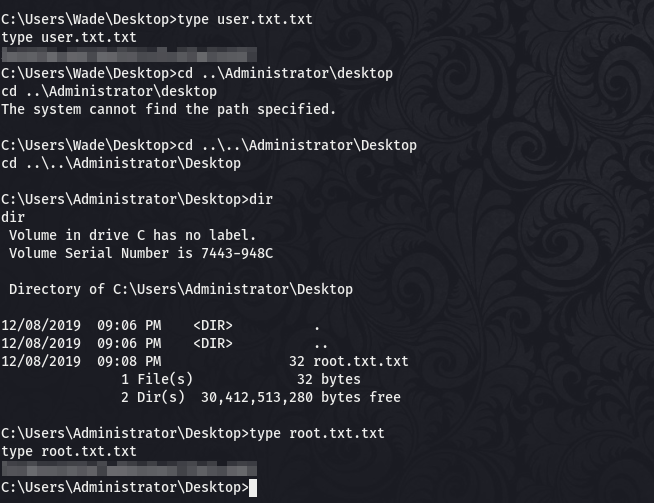 C:\Users\Wade\Desktop>type user.txt.txt
type user.txt.txt
C:\Users\Wade\Desktop>cd ..\Administrator\desktop
cd ..\Administrator\desktop
The system cannot find the path specified.
C:\Users\Wade\Desktop>cd ..\..\Administrator\Desktop
cd ..\..\Administrator\Desktop
C:\Users\Administrator\Desktop>dir
dir
 Volume in drive C has no label.
 Volume Serial Number is 7443-948C
 Directory of C:\Users\Administrator\Desktop
12/08/2019  09:06 PM    <DIR>          .
12/08/2019  09:06 PM    <DIR>          ..
12/08/2019  09:08 PM                32 root.txt.txt
               1 File(s)             32 bytes
               2 Dir(s)  30,412,513,280 bytes free
C:\Users\Administrator\Desktop>type root.txt.txt
type root.txt.txt
C:\Users\Administrator\Desktop>